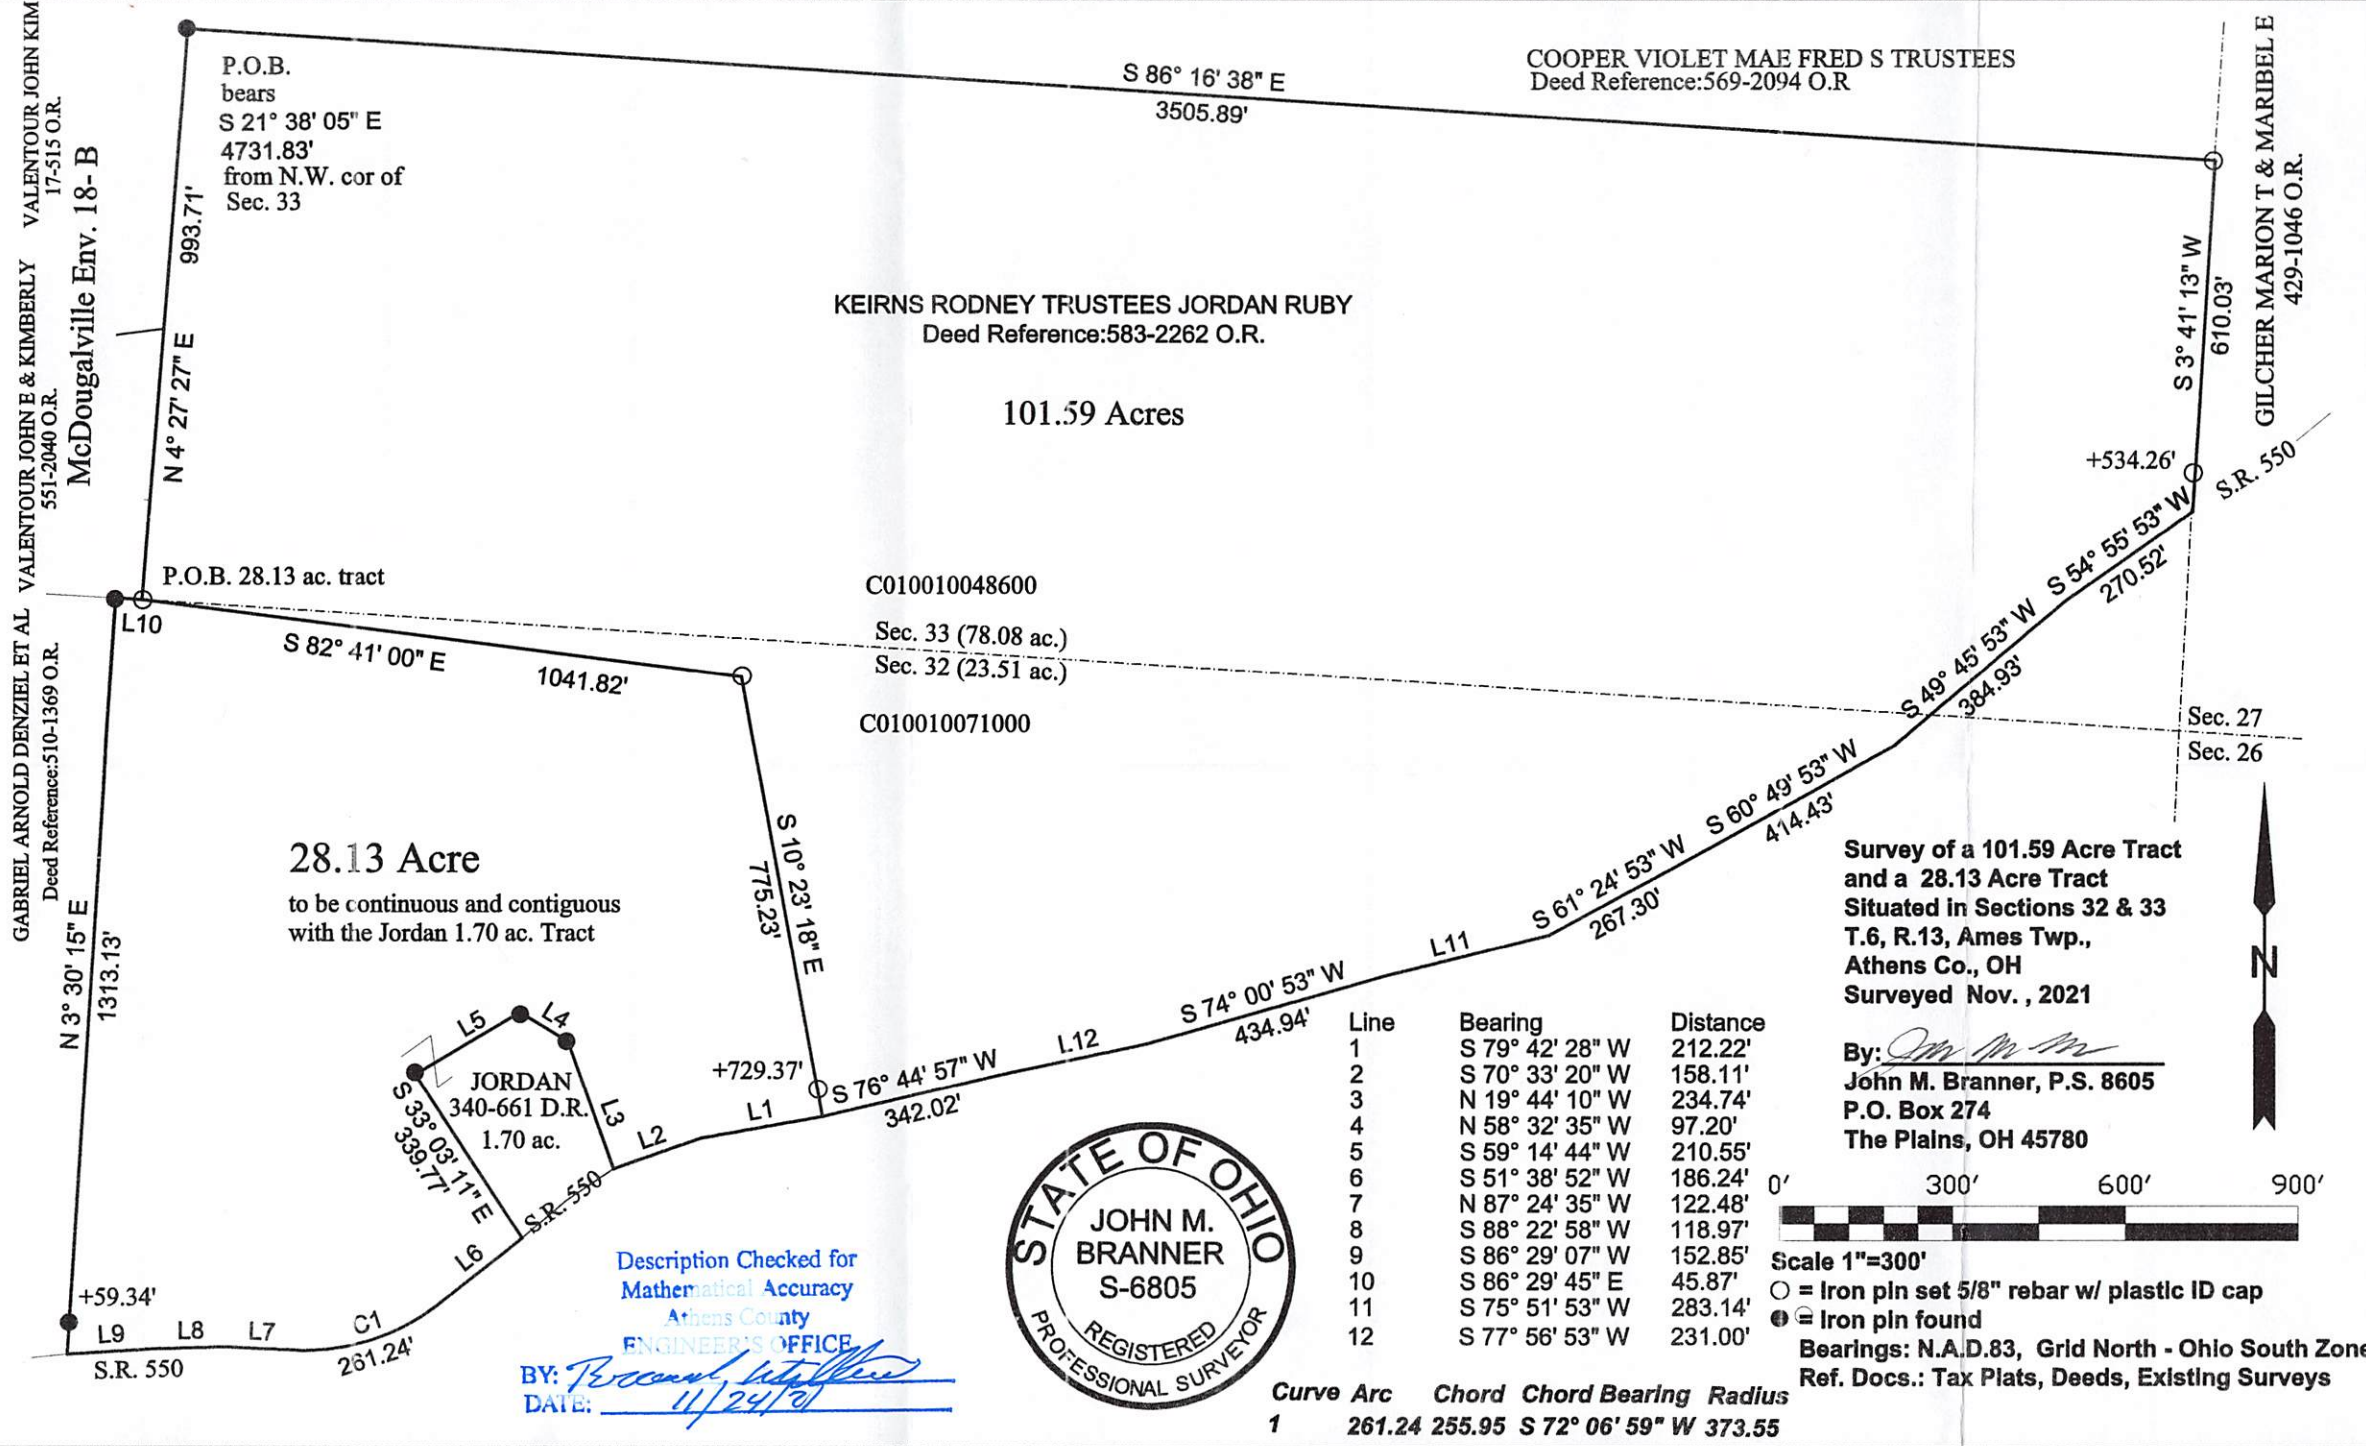 VALENTOUR JOHN KIM
17-515 O.R.
VALENTOUR JOHN E & KIMBERLY
551-2040 O.R.
McDougalville Env. 18- B
GABRIEL ARNOLD DENZIEL ET AL
Deed Reference:510-1369 O.R.
P.O.B.
bears
S 21° 38' 05" E
4731.83'
from N.W. cor of
Sec. 33
993.71'
N 4° 27' 27" E
S 86° 16' 38" E
3505.89'
COOPER VIOLET MAE FRED S TRUSTEES
Deed Reference:569-2094 O.R
GILCHER MARION T & MARIBEL E
429-1046 O.R.
S 3° 41' 13" W
610.03'
KEIRNS RODNEY TRUSTEES JORDAN RUBY
Deed Reference:583-2262 O.R.
101.59 Acres
+534.26'
S.R. 550
S 54° 55' 53" W
270.52'
S 49° 45' 53" W
384.93'
P.O.B. 28.13 ac. tract
L10
S 82° 41' 00" E
1041.82'
C010010048600
Sec. 33 (78.08 ac.)
Sec. 32 (23.51 ac.)
C010010071000
Sec. 27
Sec. 26
S 60° 49' 53" W
414.43'
S 61° 24' 53" W
267.30'
L11
S 74° 00' 53" W
434.94'
L12
S 76° 44' 57" W
342.02'
S 10° 23' 18" E
775.23'
28.13 Acre
to be continuous and contiguous
with the Jordan 1.70 ac. Tract
N 3° 30' 15" E
1313.13'
L5
L4
JORDAN
340-661 D.R.
1.70 ac.
L3
S 33° 03' 11" E
339.77'
+729.37'
L1
L2
S.R. 550
L6
+59.34'
L9
L8
L7
C1
261.24'
S.R. 550
Description Checked for
Mathematical Accuracy
Athens County
ENGINEER'S OFFICE
BY:
DATE: 11/24/21
STATE OF OHIO
JOHN M.
BRANNER
S-6805
REGISTERED
PROFESSIONAL SURVEYOR
Line Bearing Distance
1 S 79° 42' 28" W 212.22'
2 S 70° 33' 20" W 158.11'
3 N 19° 44' 10" W 234.74'
4 N 58° 32' 35" W 97.20'
5 S 59° 14' 44" W 210.55'
6 S 51° 38' 52" W 186.24'
7 N 87° 24' 35" W 122.48'
8 S 88° 22' 58" W 118.97'
9 S 86° 29' 07" W 152.85'
10 S 86° 29' 45" E 45.87'
11 S 75° 51' 53" W 283.14'
12 S 77° 56' 53" W 231.00'
Curve Arc Chord Chord Bearing Radius
1 261.24 255.95 S 72° 06' 59" W 373.55
Survey of a 101.59 Acre Tract
and a 28.13 Acre Tract
Situated in Sections 32 & 33
T.6, R.13, Ames Twp.,
Athens Co., OH
Surveyed Nov. , 2021
By:
John M. Branner, P.S. 8605
P.O. Box 274
The Plains, OH 45780
N
0' 300' 600' 900'
Scale 1"=300'
= Iron pin set 5/8" rebar w/ plastic ID cap
= Iron pin found
Bearings: N.A.D.83, Grid North - Ohio South Zone
Ref. Docs.: Tax Plats, Deeds, Existing Surveys